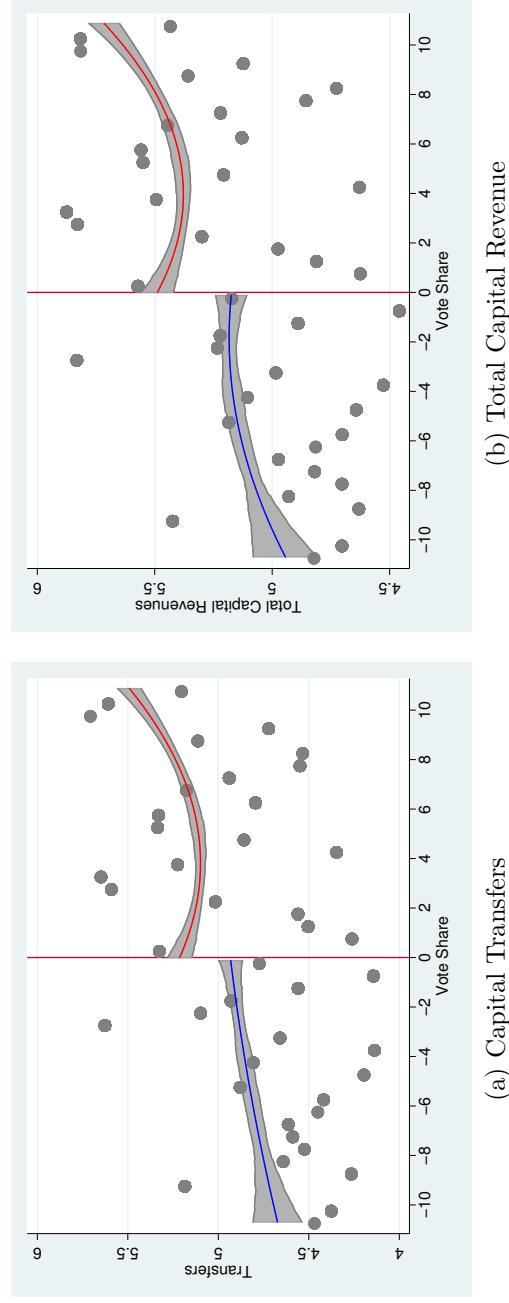 Transfers
6
5.5
5
4.5
4
−10 −8 −6 −4 −2 0 2 4 6 8 10
Vote Share
(a) Capital Transfers
Total Capital Revenues
6
5.5
5
4.5
−10 −8 −6 −4 −2 0 2 4 6 8 10
Vote Share
(b) Total Capital Revenue